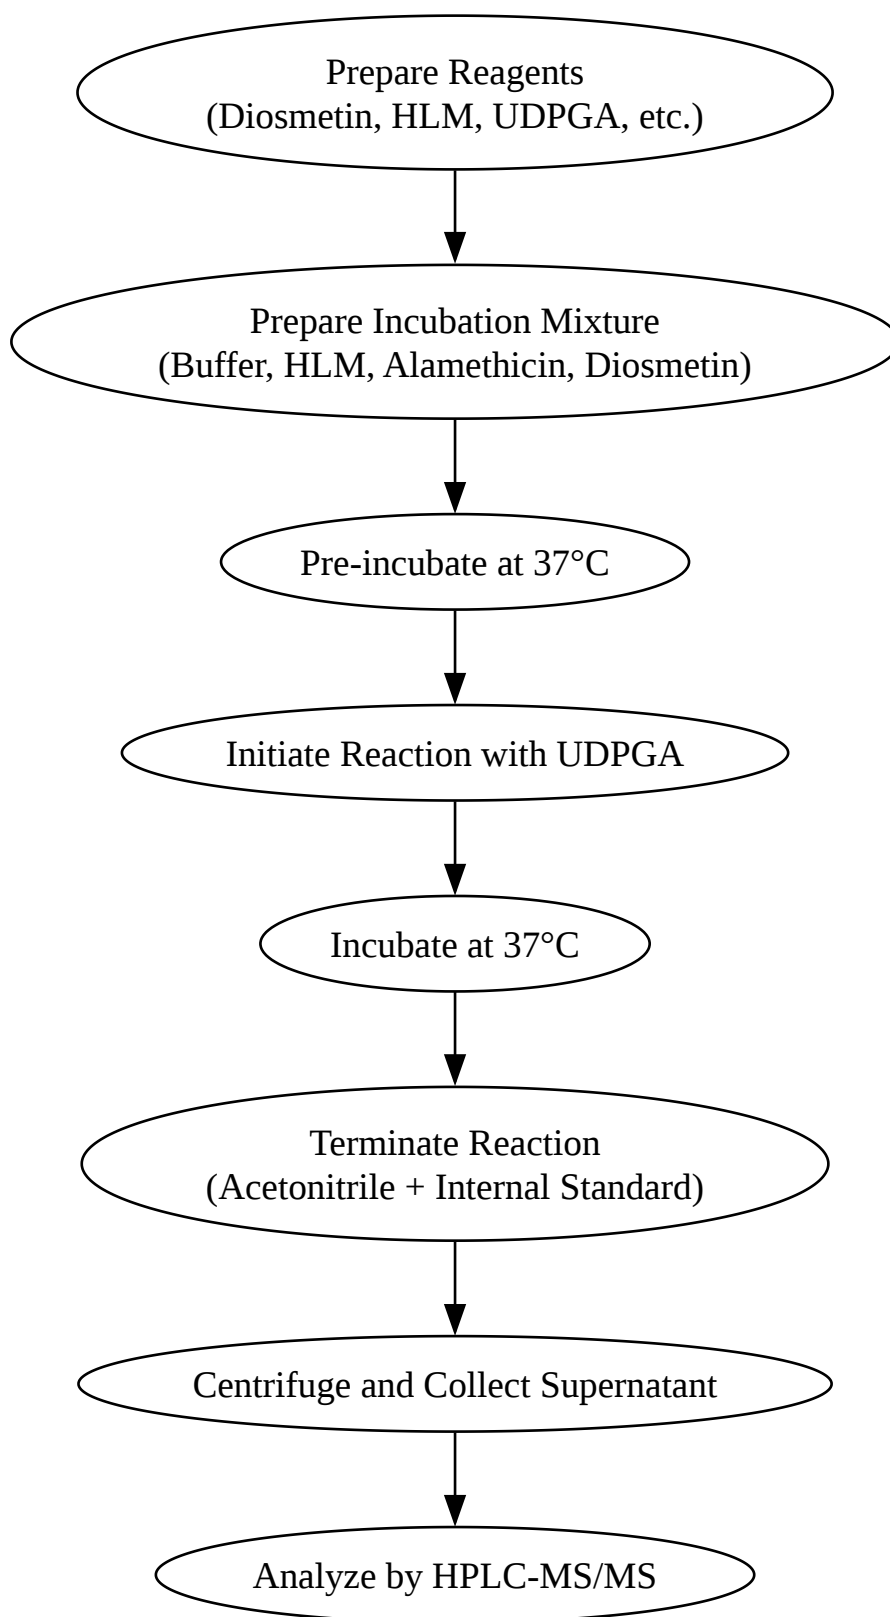 Prepare Reagents
(Diosmetin, HLM, UDPGA, etc.)
Prepare Incubation Mixture
(Buffer, HLM, Alamethicin, Diosmetin)
Pre-incubate at 37°C
Initiate Reaction with UDPGA
Incubate at 37°C
Terminate Reaction
(Acetonitrile + Internal Standard)
Centrifuge and Collect Supernatant
Analyze by HPLC-MS/MS